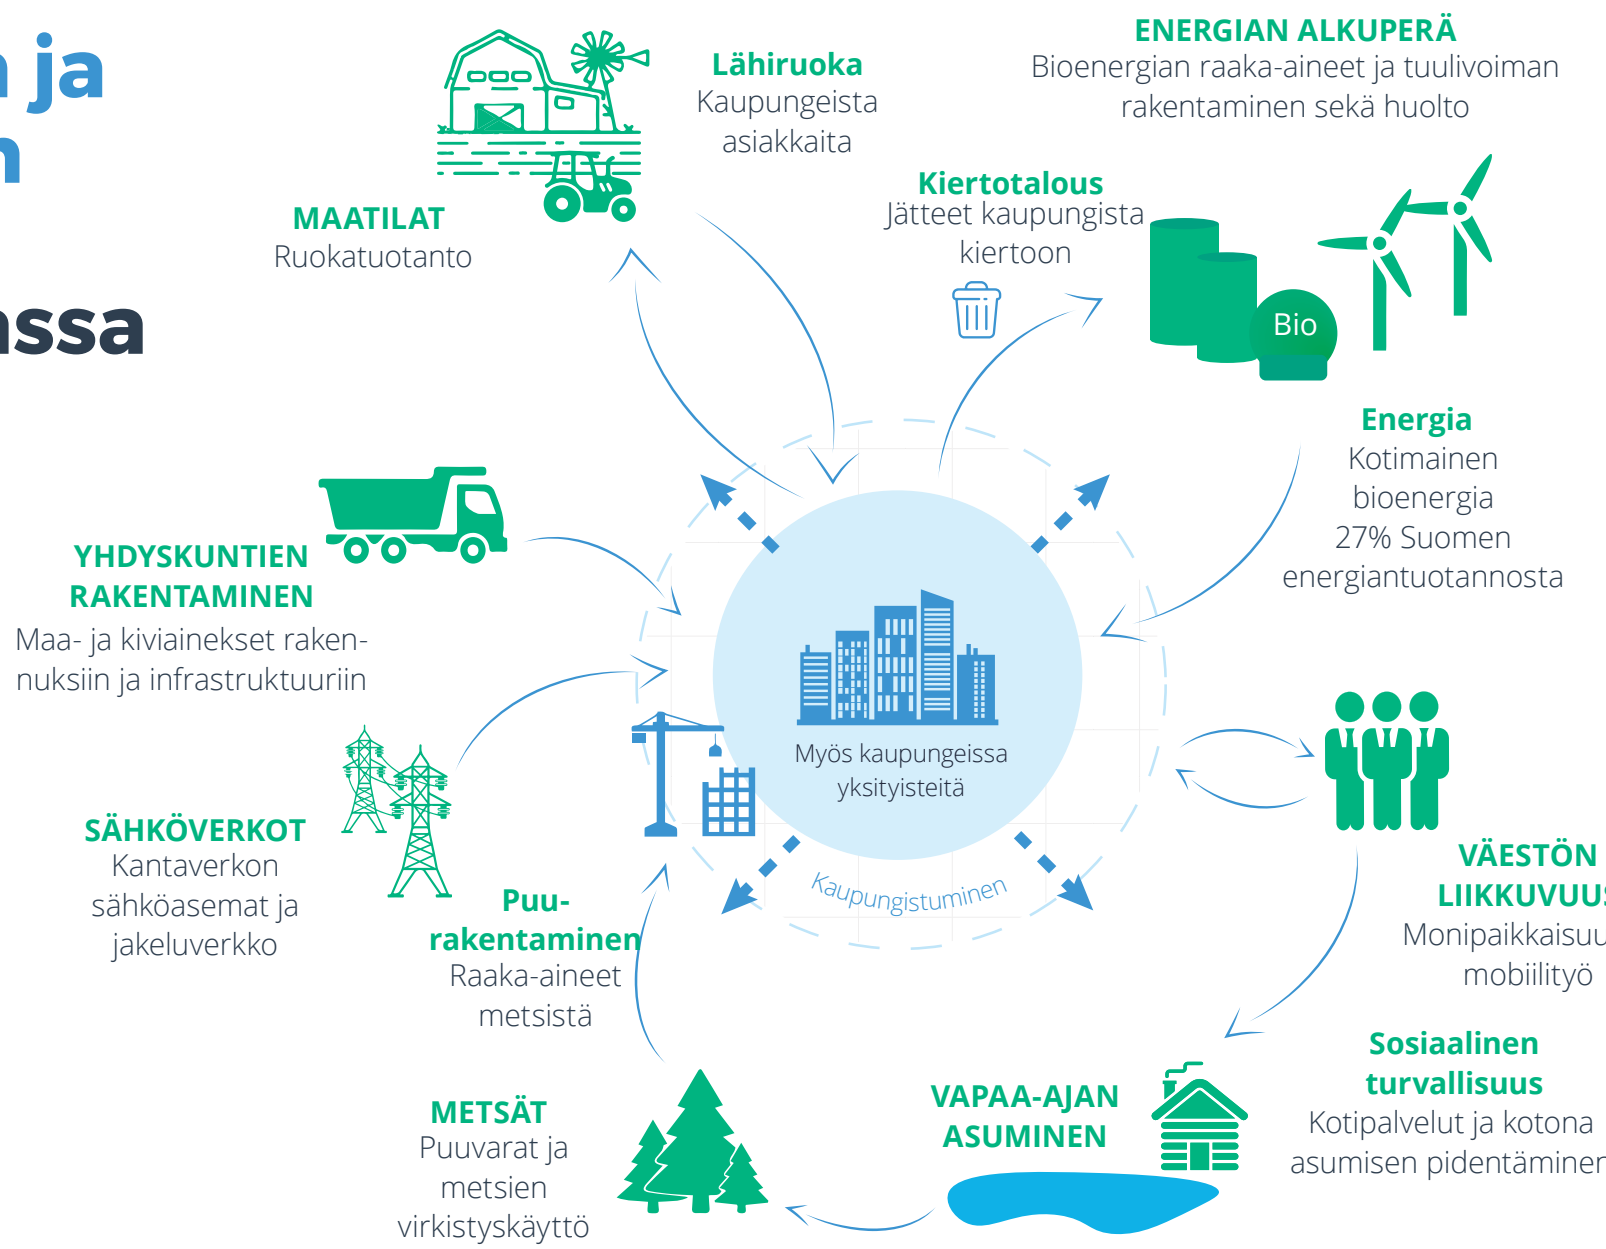 ja
ssa
ENERGIAN ALKUPERÄ
Bioenergian raaka-aineet ja tuulivoiman
rakentaminen sekä huolto
Lähiruoka
Kaupungeista
asiakkaita
Kiertotalous
Jätteet kaupungista
kiertoon
MAATILAT
Ruokatuotanto
Bio
Energia
Kotimainen
bioenergia
27% Suomen
energiantuotannosta
YHDYSKUNTIEN
RAKENTAMINEN
Maa- ja kiviainekset raken-
nuksiin ja infrastruktuuriin
Myös kaupungeissa
yksityisteitä
Kaupungistuminen
SÄHKÖVERKOT
Kantaverkon
sähköasemat ja
jakeluverkko
Puu-
rakentaminen
Raaka-aineet
metsistä
VÄESTÖN
LIIKKUVUUS
Monipaikkaisuu
mobiilityö
Sosiaalinen
turvallisuus
Kotipalvelut ja kotona
asumisen pidentäminen
VAPAA-AJAN
ASUMINEN
METSÄT
Puuvarat ja
metsien
virkistyskäyttö